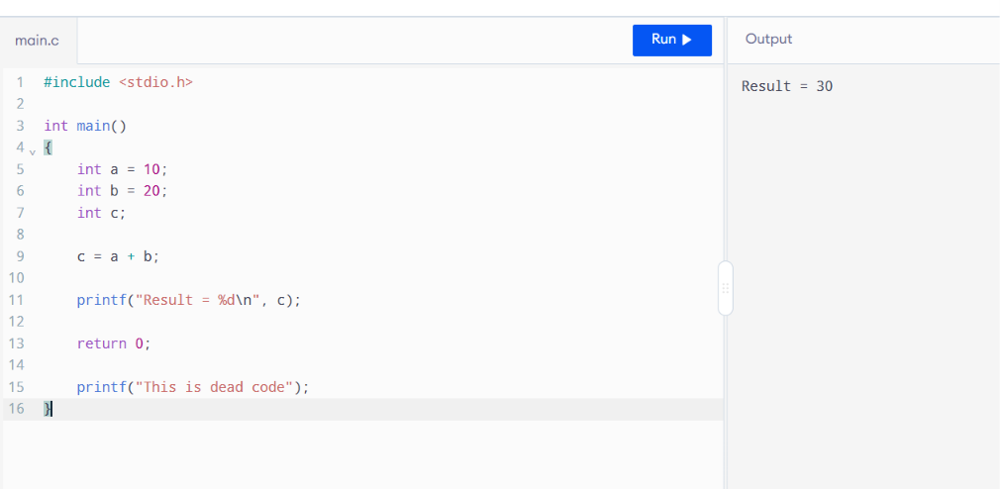 main.c
Run
Output
1 #include <stdio.h>
2
3 int main()
4 {
5     int a = 10;
6     int b = 20;
7     int c;
8
9     c = a + b;
10
11     printf("Result = %d\n", c);
12
13     return 0;
14
15     printf("This is dead code");
16 }
Result = 30